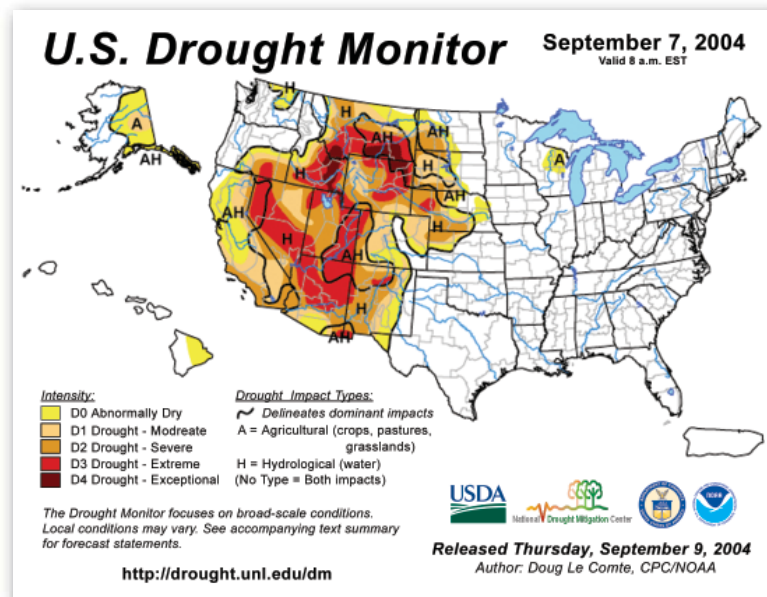 U.S. Drought Monitor
September 7, 2004
Valid 8 a.m. EST
H
A
AH
H
AH
AH
H
H
AH
AH
H
H
AH
H
AH
A
Intensity:
D0 Abnormally Dry
D1 Drought - Modreate
D2 Drought - Severe
D3 Drought - Extreme
D4 Drought - Exceptional
Drought Impact Types:
Delineates dominant impacts
A = Agricultural (crops, pastures,
grasslands)
H = Hydrological (water)
(No Type = Both impacts)
The Drought Monitor focuses on broad-scale conditions.
Local conditions may vary. See accompanying text summary
for forecast statements.
http://drought.unl.edu/dm
USDA
National Drought Mitigation Center
noaa
Released Thursday, September 9, 2004
Author: Doug Le Comte, CPC/NOAA